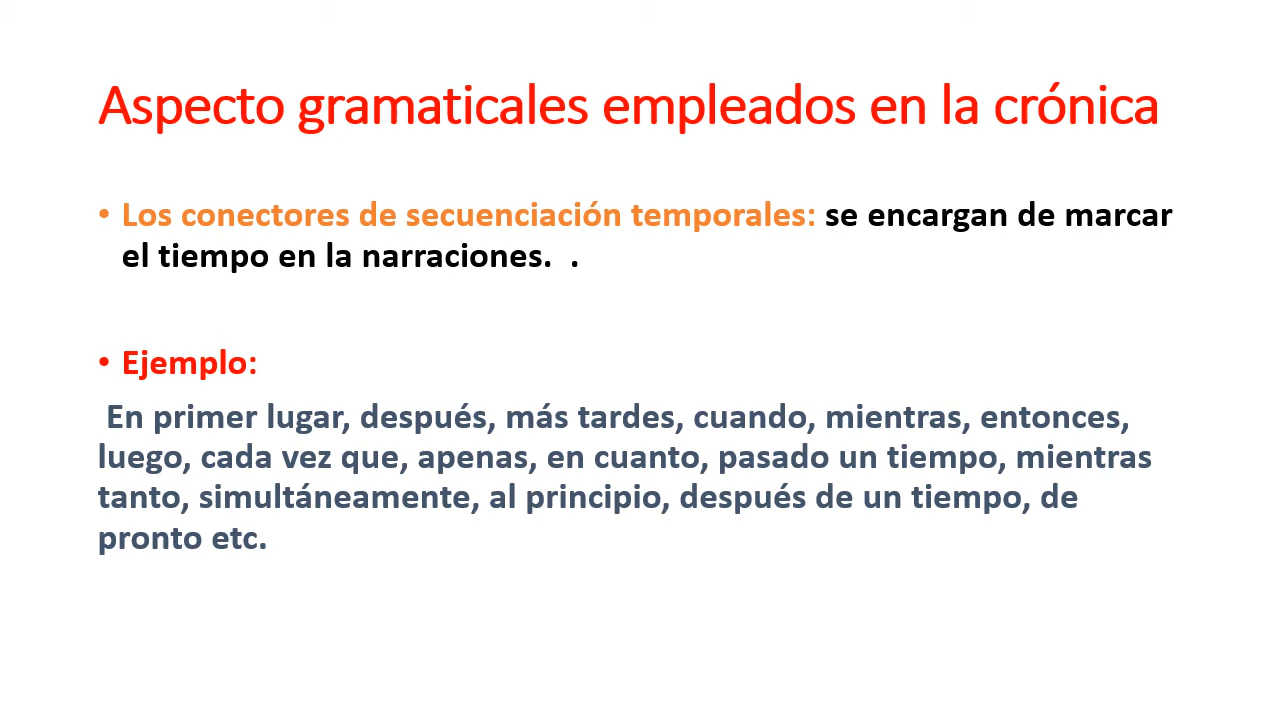 Aspecto gramaticales empleados en la crónica
• Los conectores de secuenciación temporales: se encargan de marcar
el tiempo en la narraciones.  .
• Ejemplo:
En primer lugar, después, más tardes, cuando, mientras, entonces,
luego, cada vez que, apenas, en cuanto, pasado un tiempo, mientras
tanto, simultáneamente, al principio, después de un tiempo, de
pronto etc.